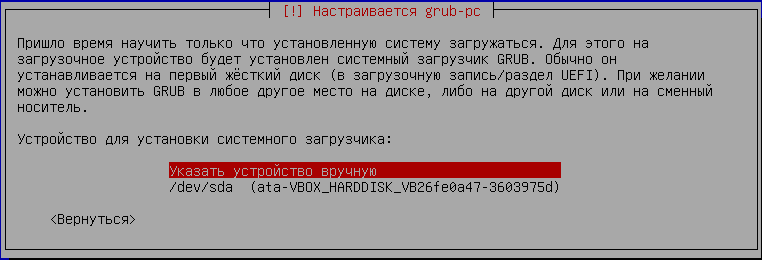 [!] Настраивается grub-pc
Пришло время научить только что установленную систему загружаться. Для этого на
загрузочное устройство будет установлен системный загрузчик GRUB. Обычно он
устанавливается на первый жёсткий диск (в загрузочную запись/раздел UEFI). При желании
можно установить GRUB в любое другое место на диске, либо на другой диск или на сменный
носитель.
Устройство для установки системного загрузчика:
Указать устройство вручную
/dev/sda  (ata-VBOX_HARDDISK_VB26fe0a47-3603975d)
<Вернуться>